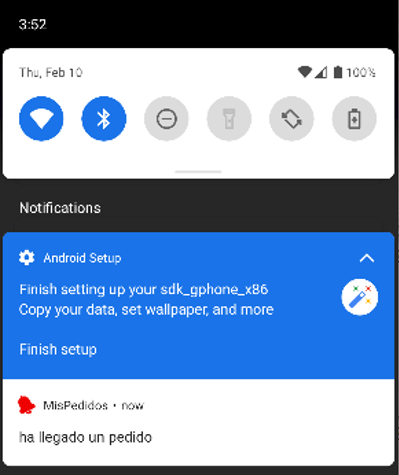 3:52
Thu, Feb 10
100%
Notifications
Android Setup
Finish setting up your sdk_gphone_x86
Copy your data, set wallpaper, and more
Finish setup
MisPedidos • now
ha llegado un pedido